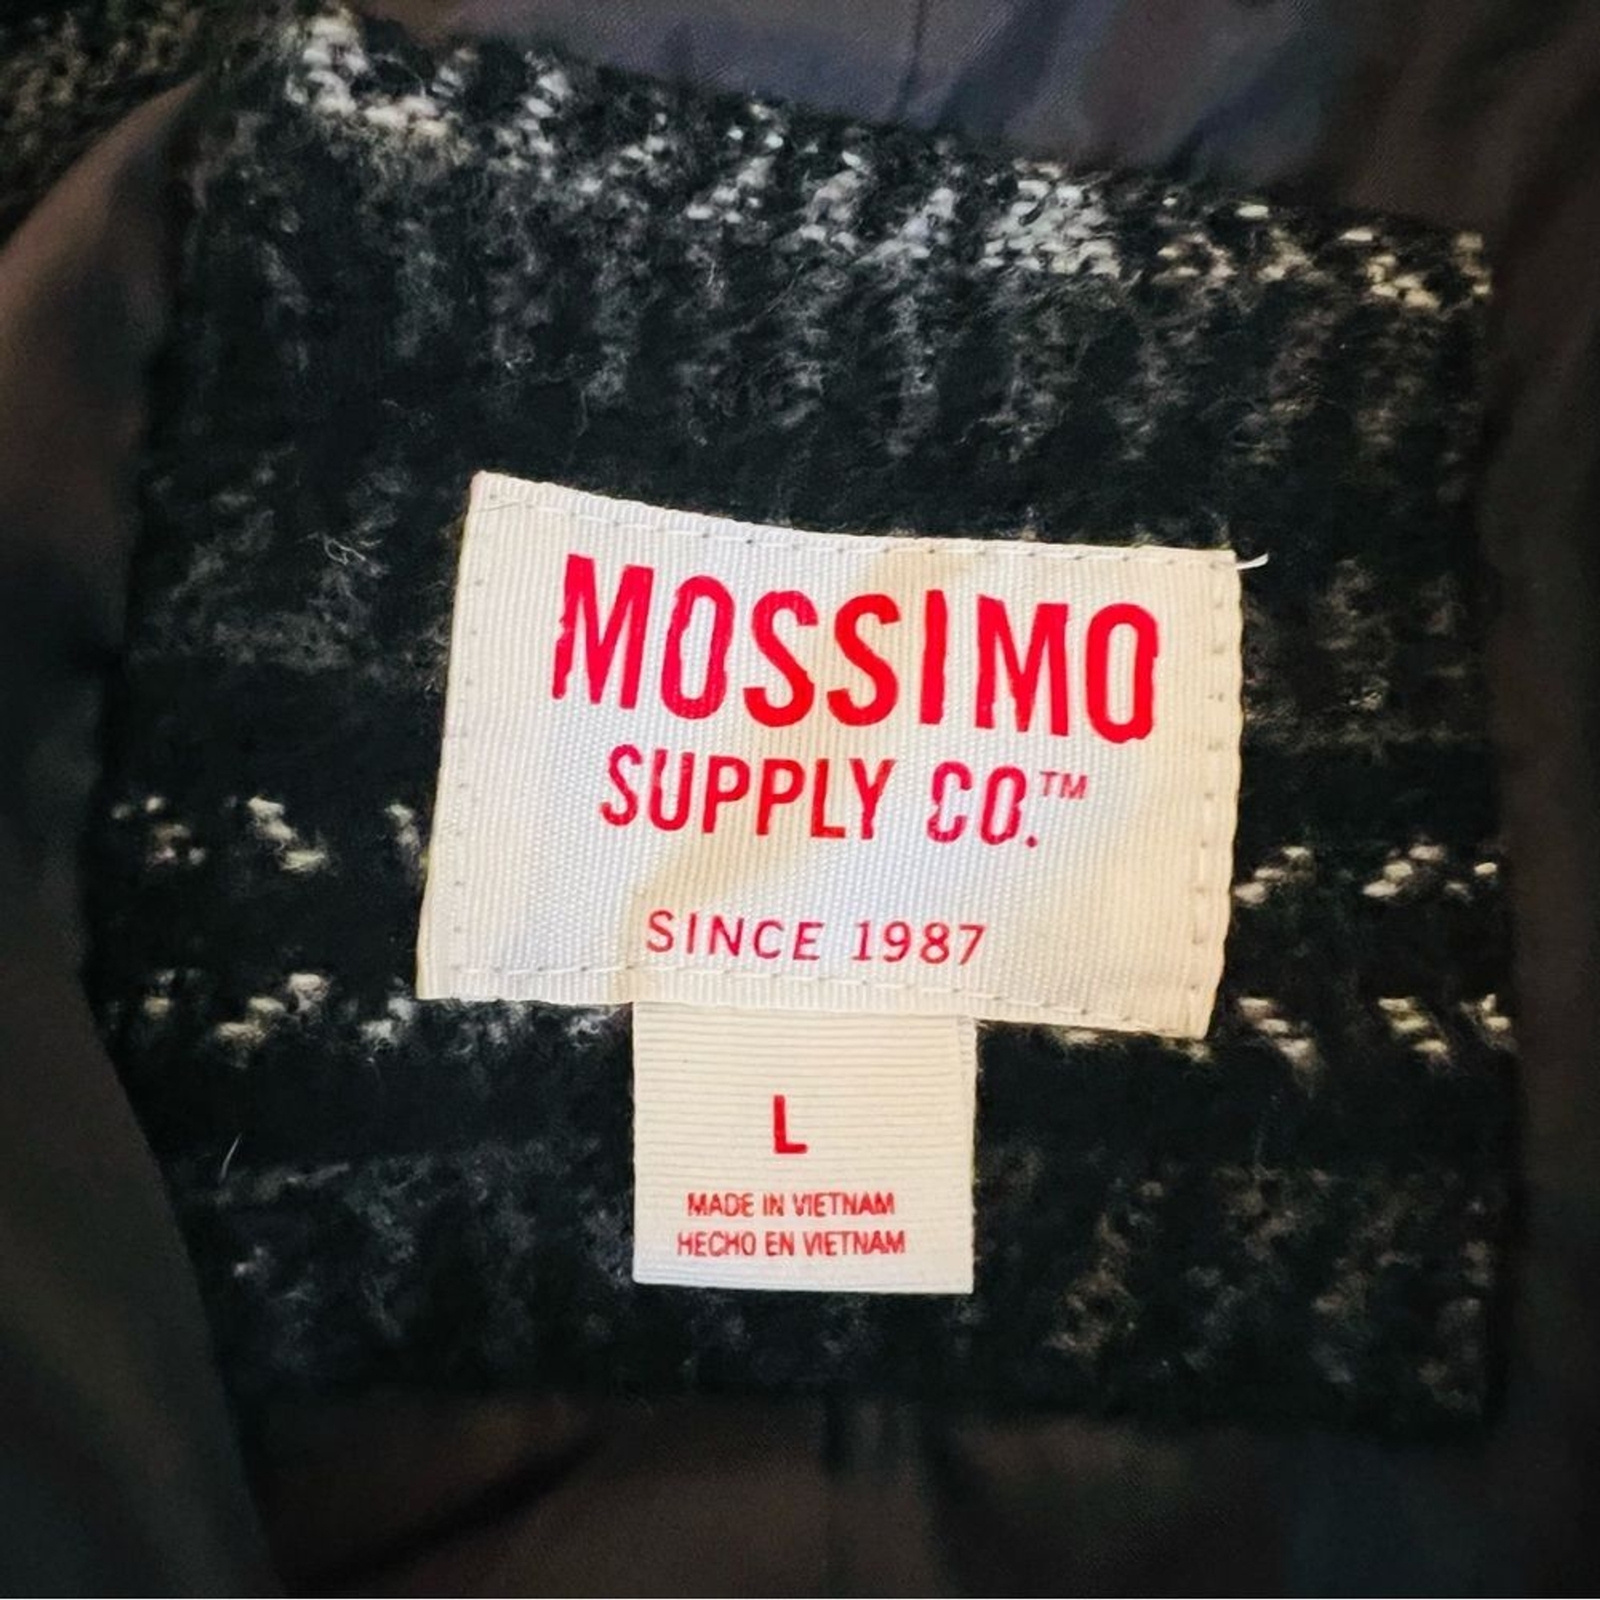 MOSSIMO
SUPPLY CO.™
SINCE 1987
L
MADE IN VIETNAM
HECHO EN VIETNAM